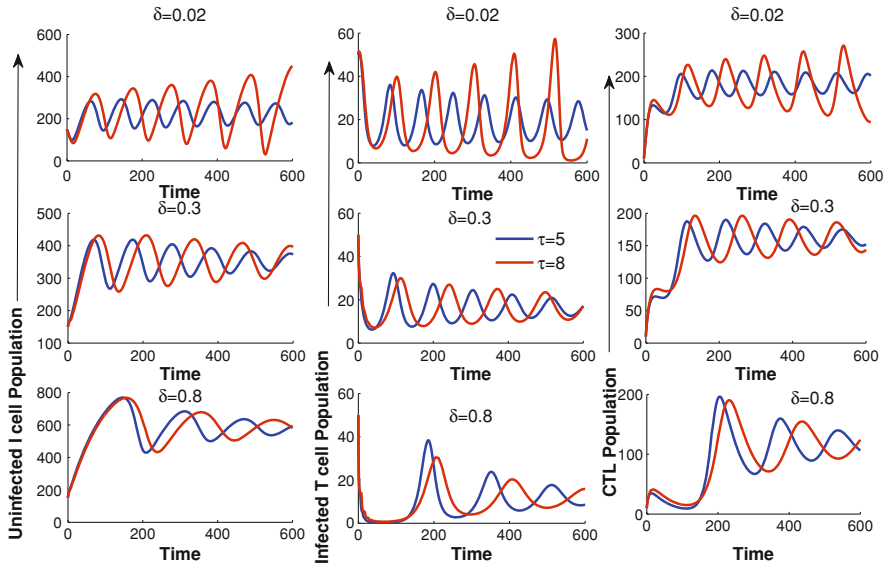 δ=0.02 δ=0.02 δ=0.02
600 60 300
400 40 200
200 20 100
0 0 0
0 200 400 600 0 200 400 600 0 200 400 600
Time Time Time
δ=0.3 δ=0.3 δ=0.3
500 60 200
400 150
τ=5
300 40 100
τ=8
200 20 50
100 0 0
0 200 400 600 0 200 400 600 0 200 400 600
Time Time Time
δ=0.8 δ=0.8 δ=0.8
800 60 200
600 40
400 100
200 20
0 0 0
0 200 400 600 0 200 400 600 0 200 400 600
Time Time Time
Uninfected I cell Population
Infected T cell Population
CTL Population